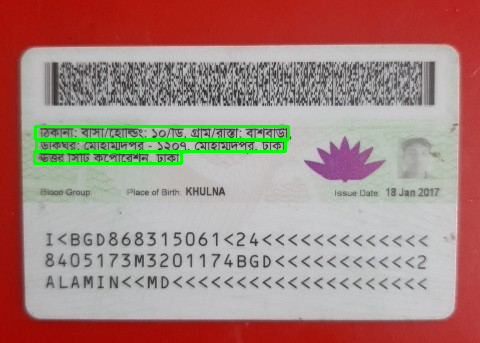 ঠিকানা: বাসা/হোল্ডিং: ১০/ডি, গ্রাম/রাস্তা: বাঁশবাড়ী,
ডাকঘর: মোহাম্মদপুর - ১২০৭, মোহাম্মদপুর, ঢাকা
উত্তর সিটি কর্পোরেশন, ঢাকা
Blood Group: Place of Birth: KHULNA Issue Date: 18 Jan 2017
I<BGD868315061<24<<<<<<<<<<<<<
8405173M3201174BGD<<<<<<<<<<<2
ALAMIN<<MD<<<<<<<<<<<<<<<<<<<<